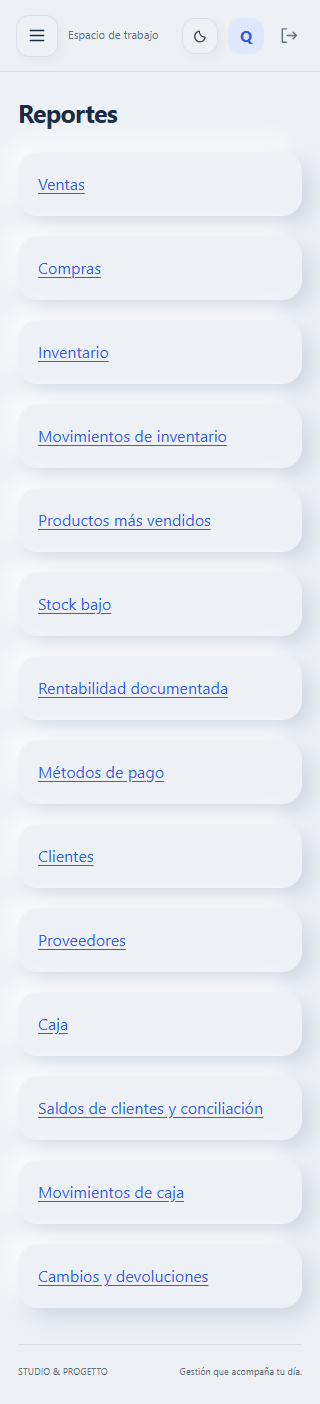 Espacio de trabajo
Q
Reportes
Ventas
Compras
Inventario
Movimientos de inventario
Productos más vendidos
Stock bajo
Rentabilidad documentada
Métodos de pago
Clientes
Proveedores
Caja
Saldos de clientes y conciliación
Movimientos de caja
Cambios y devoluciones
STUDIO & PROGETTO
Gestión que acompaña tu día.